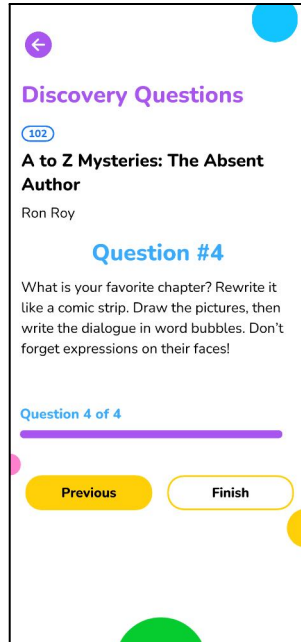 Discovery Questions
102
A to Z Mysteries: The Absent
Author
Ron Roy
Question #4
What is your favorite chapter? Rewrite it
like a comic strip. Draw the pictures, then
write the dialogue in word bubbles. Don’t
forget expressions on their faces!
Question 4 of 4
Previous
Finish